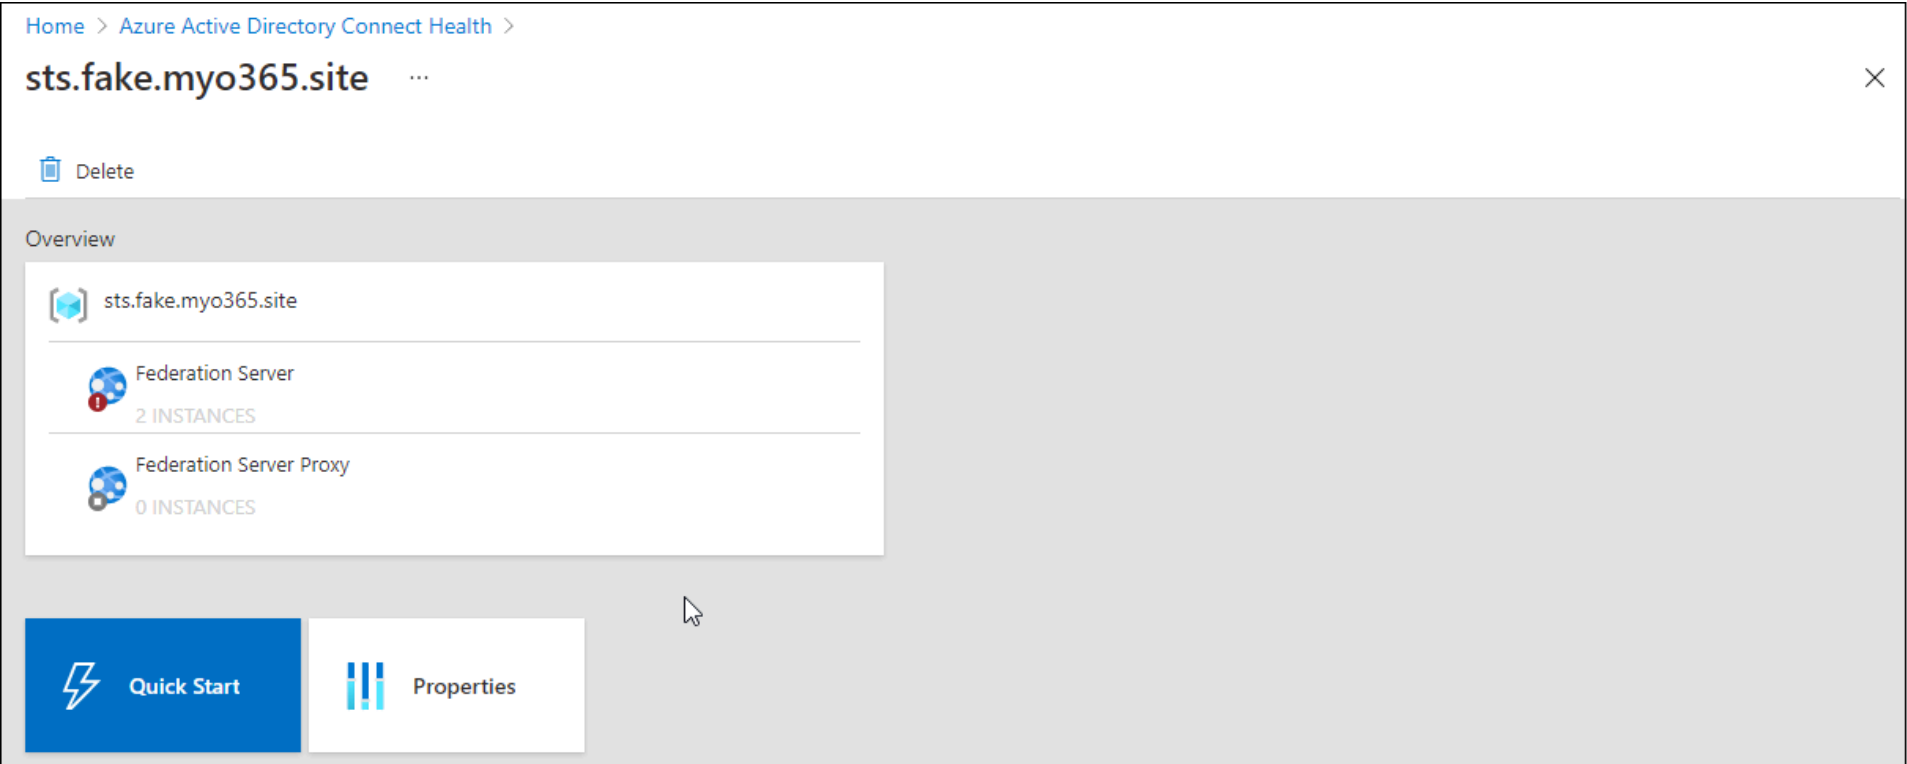 Home > Azure Active Directory Connect Health >
sts.fake.myo365.site ...
Delete
Overview
sts.fake.myo365.site
Federation Server
2 INSTANCES
Federation Server Proxy
0 INSTANCES
Quick Start
Properties